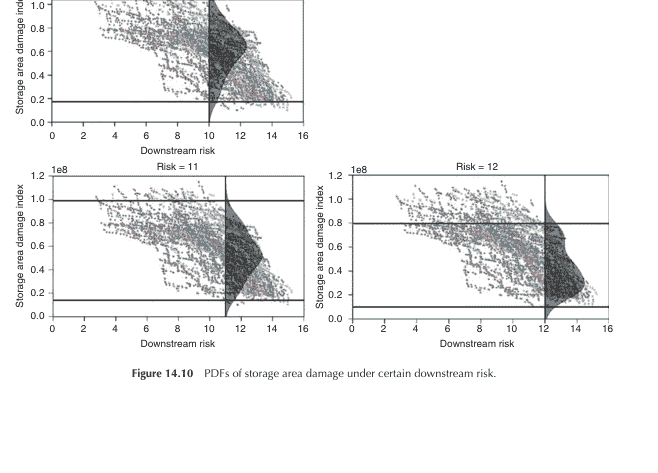 1.0
0.8
0.6
0.4
0.2
0.0
Storage area damage index
0 2 4 6 8 10 12 14 16
Downstream risk
1e8 Risk = 11
1.2
1.0
0.8
0.6
0.4
0.2
0.0
Storage area damage index
0 2 4 6 8 10 12 14 16
Downstream risk
1e8 Risk = 12
1.2
1.0
0.8
0.6
0.4
0.2
0.0
Storage area damage index
0 2 4 6 8 10 12 14 16
Downstream risk
Figure 14.10 PDFs of storage area damage under certain downstream risk.